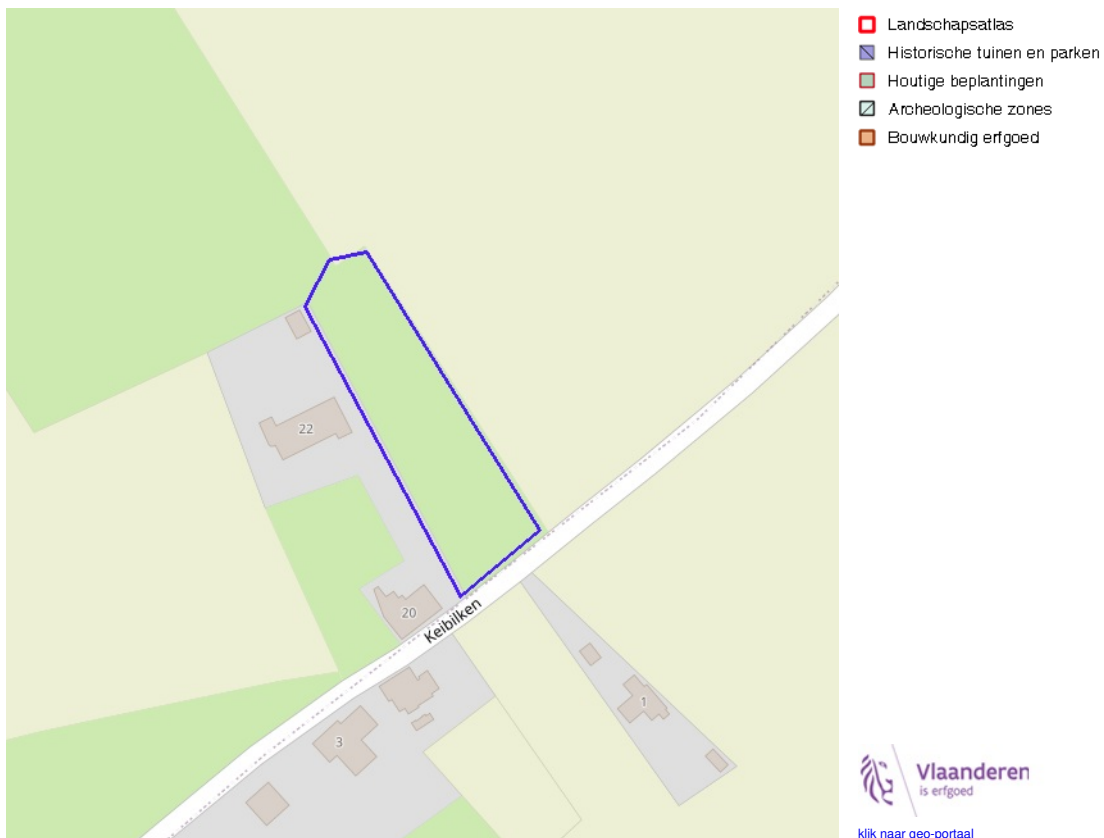 Landschapsatlas
Historische tuinen en parken
Houtige beplantingen
Archeologische zones
Bouwkundig erfgoed
22
20
Keibilken
1
3
Vlaanderen
is erfgoed
klik naar geo-portaal